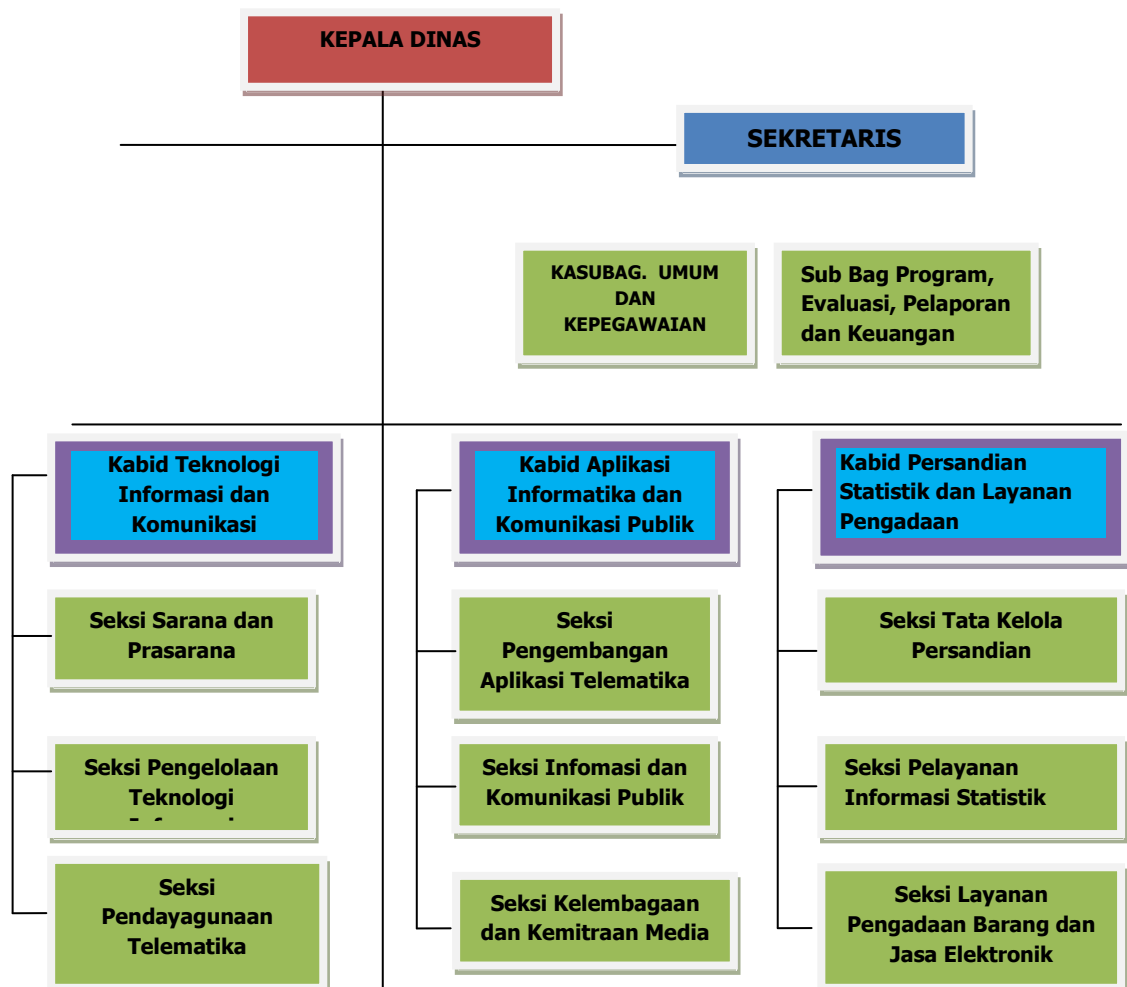 KEPALA DINAS
SEKRETARIS
KASUBAG. UMUM
DAN
KEPEGAWAIAN
Sub Bag Program,
Evaluasi, Pelaporan
dan Keuangan
Kabid Teknologi
Informasi dan
Komunikasi
Seksi Sarana dan
Prasarana
Seksi Pengelolaan
Teknologi
Seksi
Pendayagunaan
Telematika
Kabid Aplikasi
Informatika dan
Komunikasi Publik
Seksi
Pengembangan
Aplikasi Telematika
Seksi Infomasi dan
Komunikasi Publik
Seksi Kelembagaan
dan Kemitraan Media
Kabid Persandian
Statistik dan Layanan
Pengadaan
Seksi Tata Kelola
Persandian
Seksi Pelayanan
Informasi Statistik
Seksi Layanan
Pengadaan Barang dan
Jasa Elektronik